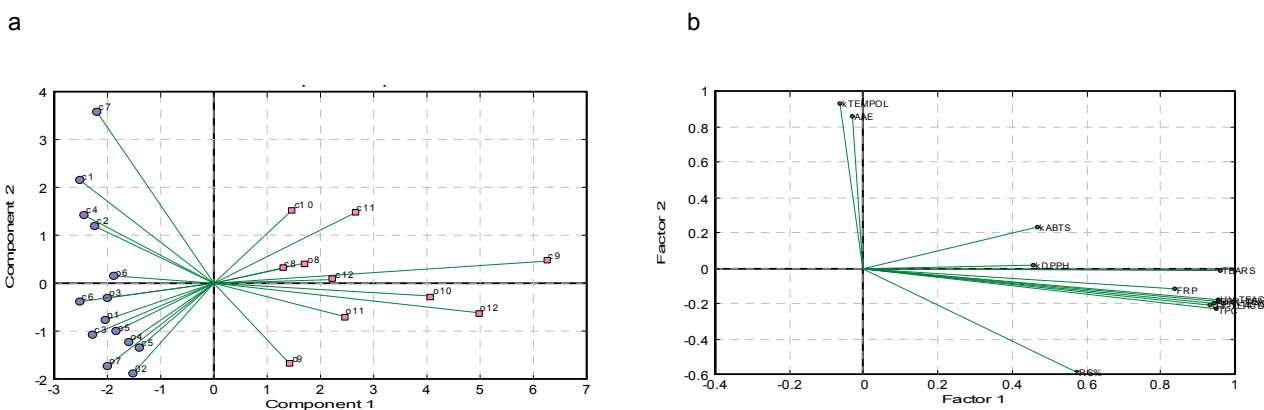 a
b
4
3
2
1
0
-1
-2
-3 -2 -1 0 1 2 3 4 5 6 7
Component 2
Component 1
c7
c1
c4
c2
o6
c6
o3
o1
c3
o5
o4
c5
o7
02
c10
c11
c8
o8
c12
c9
o10
o12
o11
o9
1
0.8
0.6
0.4
0.2
0
-0.2
-0.4
-0.6
-0.4 -0.2 0 0.2 0.4 0.6 0.8 1
Factor 2
Factor 1
kTEMPOL
AAE
kABTS
kDPPH
TBARS
FRP
TPC
RS%